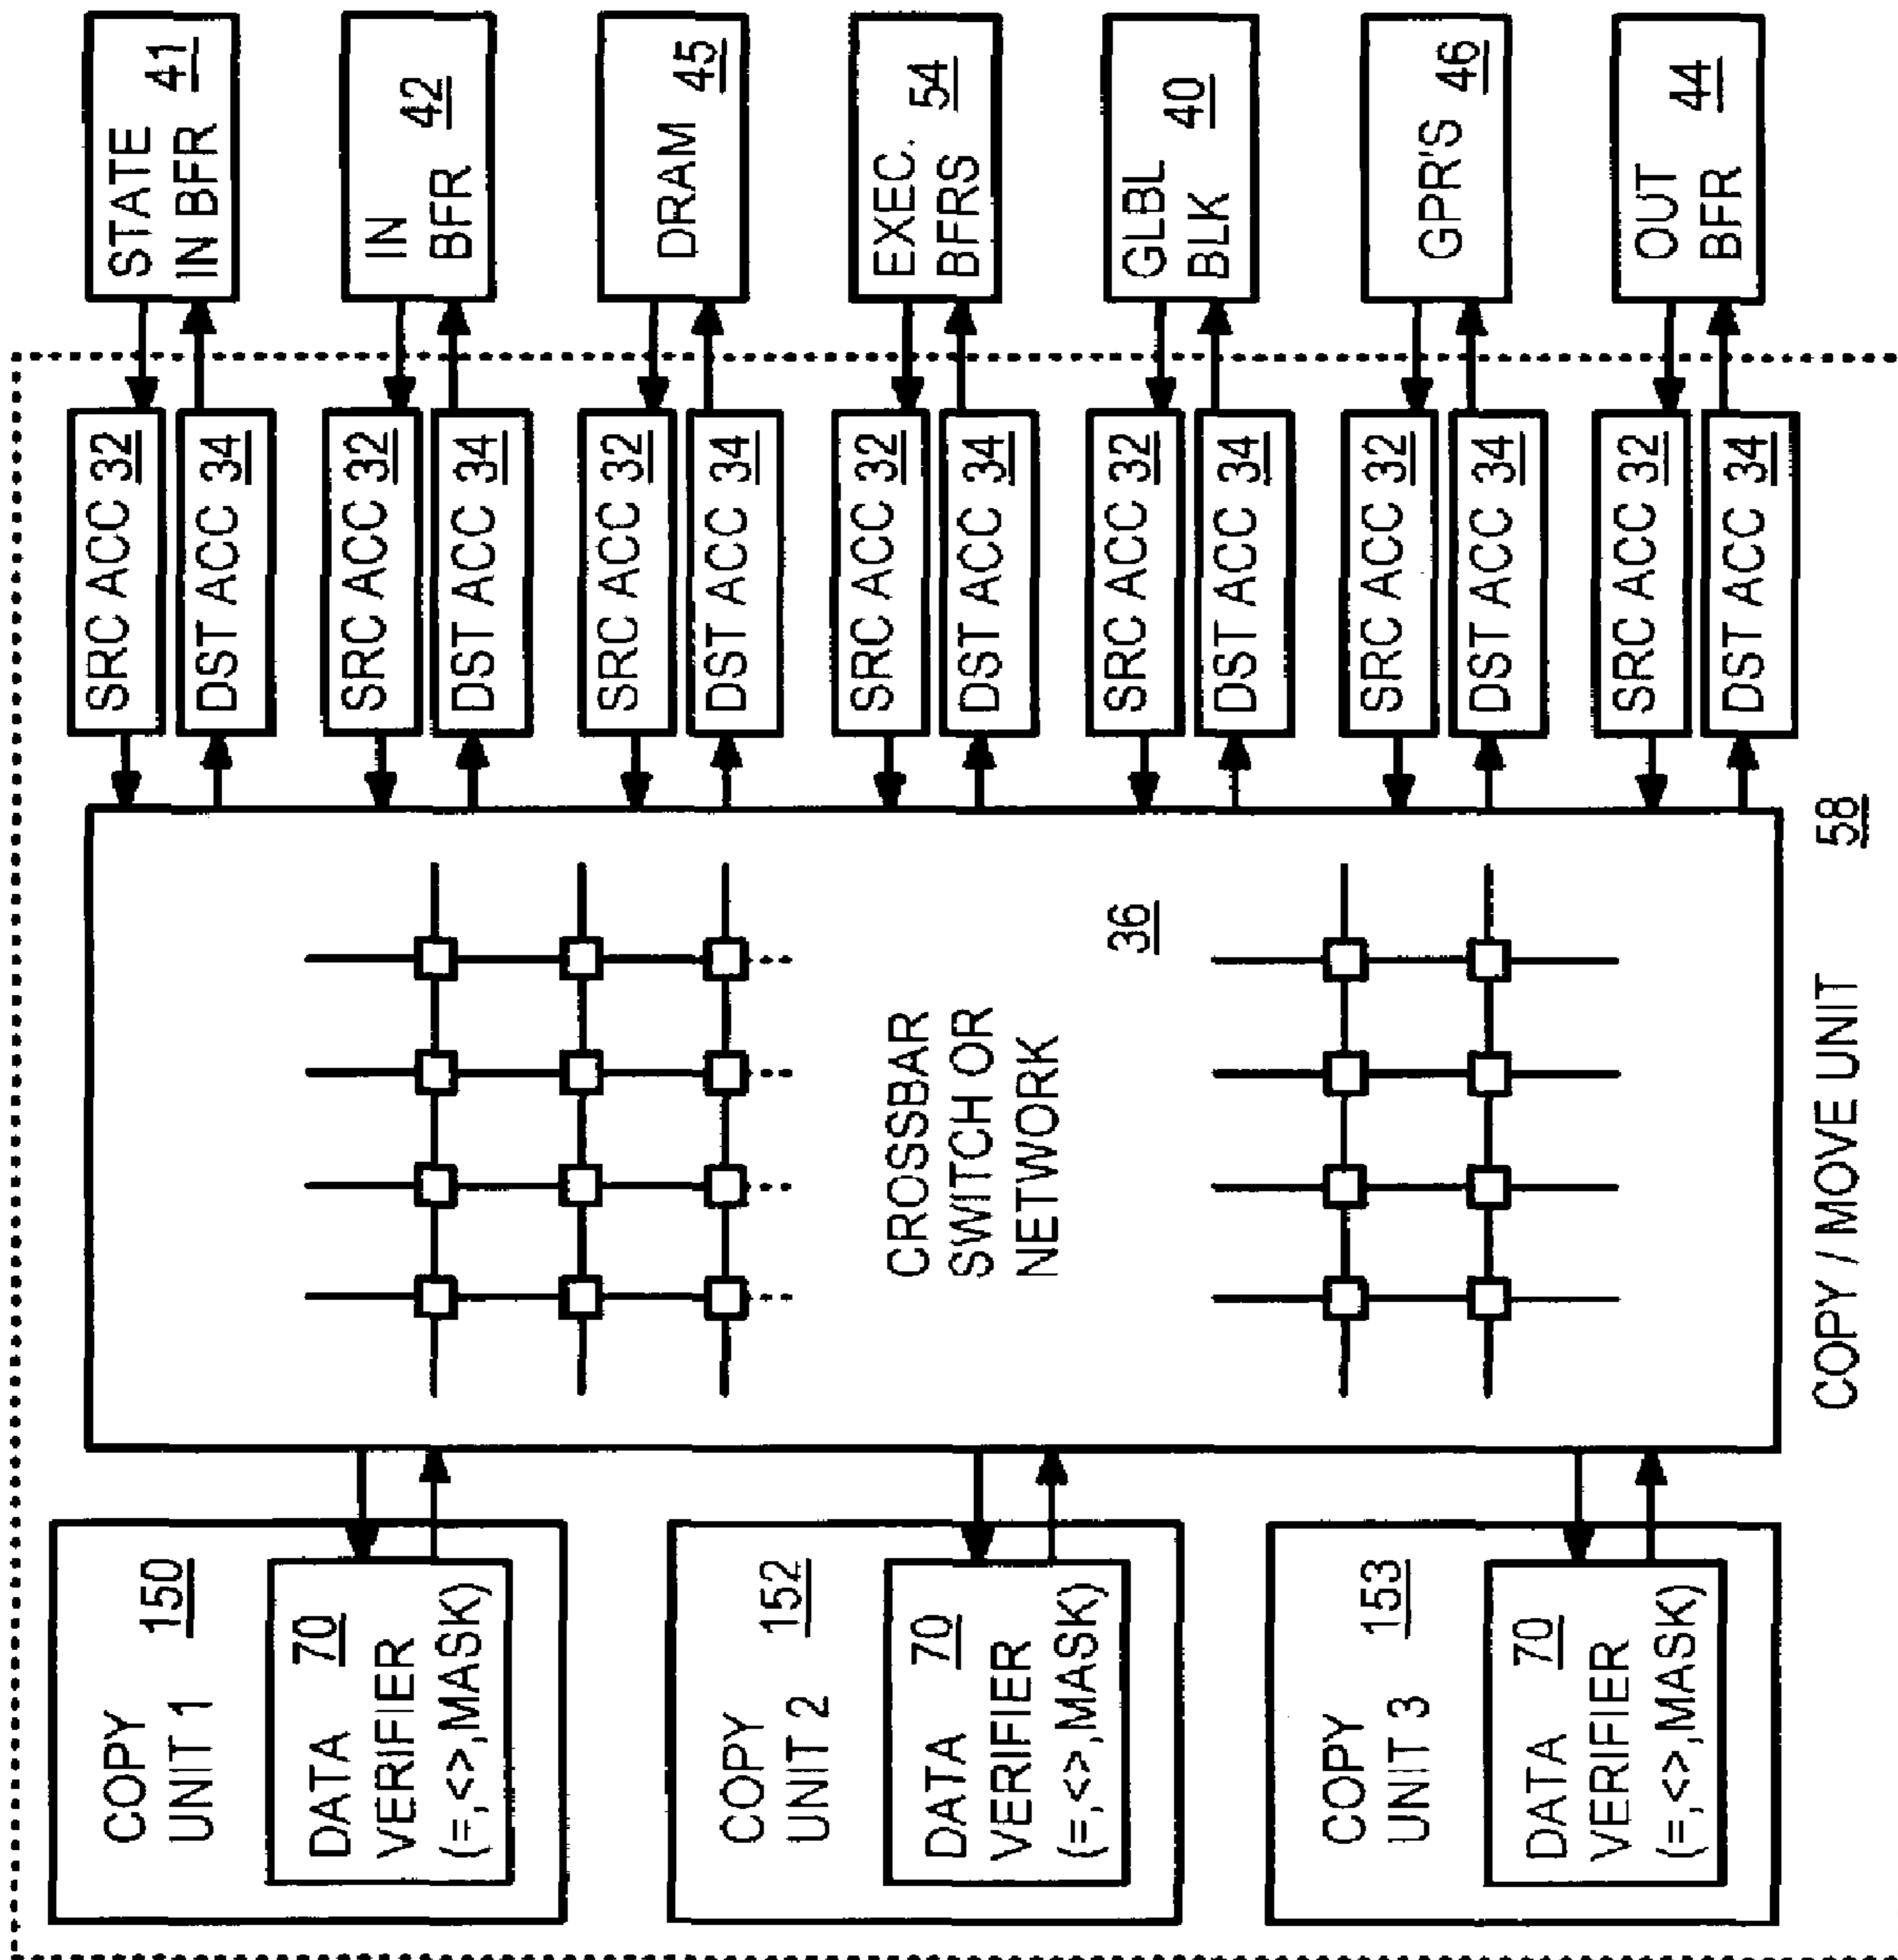 STATE
IN BFR 41
IN
BFR 42
DRAM 45
EXEC.
BFRS 54
GLBL
BLK 40
GPR'S 46
OUT
BFR 44
SRC ACC 32
DST ACC 34
SRC ACC 32
DST ACC 34
SRC ACC 32
DST ACC 34
SRC ACC 32
DST ACC 34
SRC ACC 32
DST ACC 34
SRC ACC 32
DST ACC 34
SRC ACC 32
DST ACC 34
CROSSBAR
SWITCH OR
NETWORK
36
COPY / MOVE UNIT 58
COPY
UNIT 1 150
DATA 70
VERIFIER
(=,<>,MASK)
COPY
UNIT 2 152
DATA 70
VERIFIER
(=,<>,MASK)
COPY
UNIT 3 153
DATA 70
VERIFIER
(=,<>,MASK)